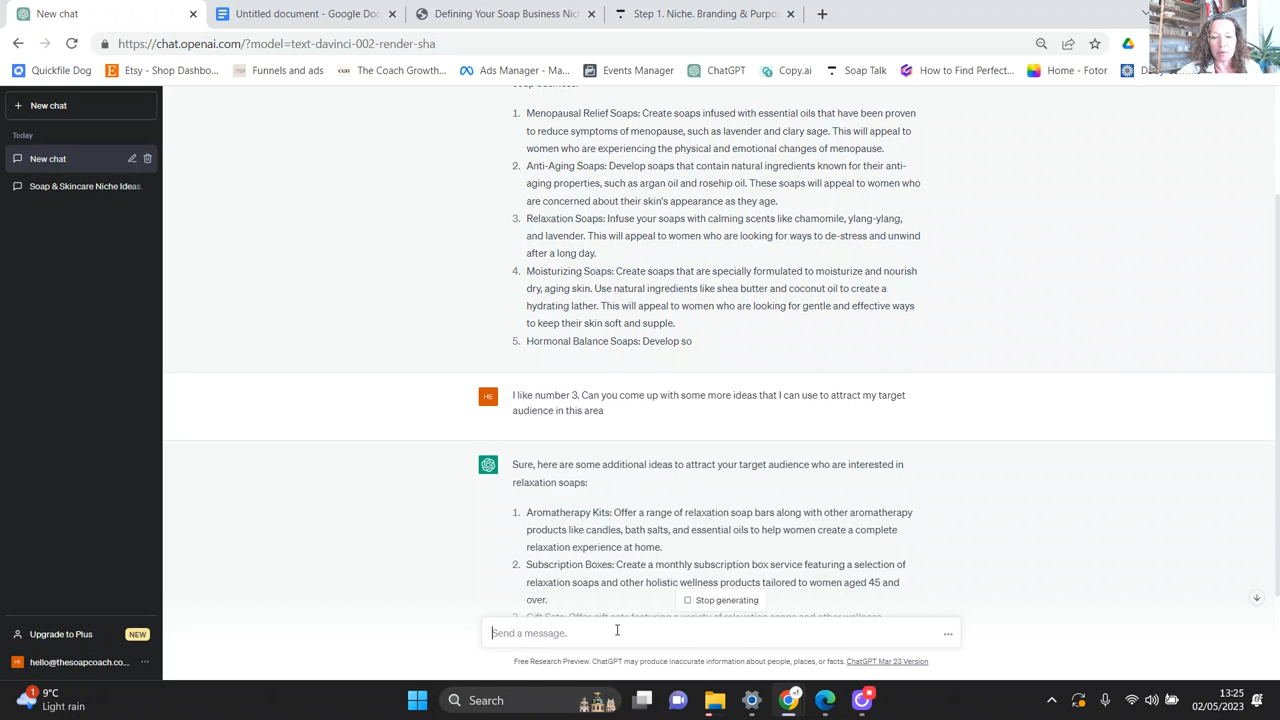 New chat
Untitled document - Google Doc
Defining Your Soap Business Nich
Step 1. Niche. Branding & Purpo
https://chat.openai.com/?model=text-davinci-002-render-sha
Quickfile Dog
Etsy - Shop Dashbo...
Funnels and ads
The Coach Growth...
Ads Manager - Ma...
Events Manager
ChatGPT
Copy.ai
Soap Talk
How to Find Perfect...
Home - Fotor
New chat
Today
New chat
Soap & Skincare Niche Ideas.
1. Menopausal Relief Soaps: Create soaps infused with essential oils that have been proven
to reduce symptoms of menopause, such as lavender and clary sage. This will appeal to
women who are experiencing the physical and emotional changes of menopause.
2. Anti-Aging Soaps: Develop soaps that contain natural ingredients known for their anti-
aging properties, such as argan oil and rosehip oil. These soaps will appeal to women who
are concerned about their skin's appearance as they age.
3. Relaxation Soaps: Infuse your soaps with calming scents like chamomile, ylang-ylang,
and lavender. This will appeal to women who are looking for ways to de-stress and unwind
after a long day.
4. Moisturizing Soaps: Create soaps that are specially formulated to moisturize and nourish
dry, aging skin. Use natural ingredients like shea butter and coconut oil to create a
hydrating lather. This will appeal to women who are looking for gentle and effective ways
to keep their skin soft and supple.
5. Hormonal Balance Soaps: Develop so
HE
I like number 3. Can you come up with some more ideas that I can use to attract my target
audience in this area
Sure, here are some additional ideas to attract your target audience who are interested in
relaxation soaps:
1. Aromatherapy Kits: Offer a range of relaxation soap bars along with other aromatherapy
products like candles, bath salts, and essential oils to help women create a complete
relaxation experience at home.
2. Subscription Boxes: Create a monthly subscription box service featuring a selection of
relaxation soaps and other holistic wellness products tailored to women aged 45 and
over.
Stop generating
Send a message.
Free Research Preview. ChatGPT may produce inaccurate information about people, places, or facts. ChatGPT Mar 23 Version
Upgrade to Plus
NEW
HE
hello@thesoapcoach.co...
1
9°C
Light rain
Search
13:25
02/05/2023